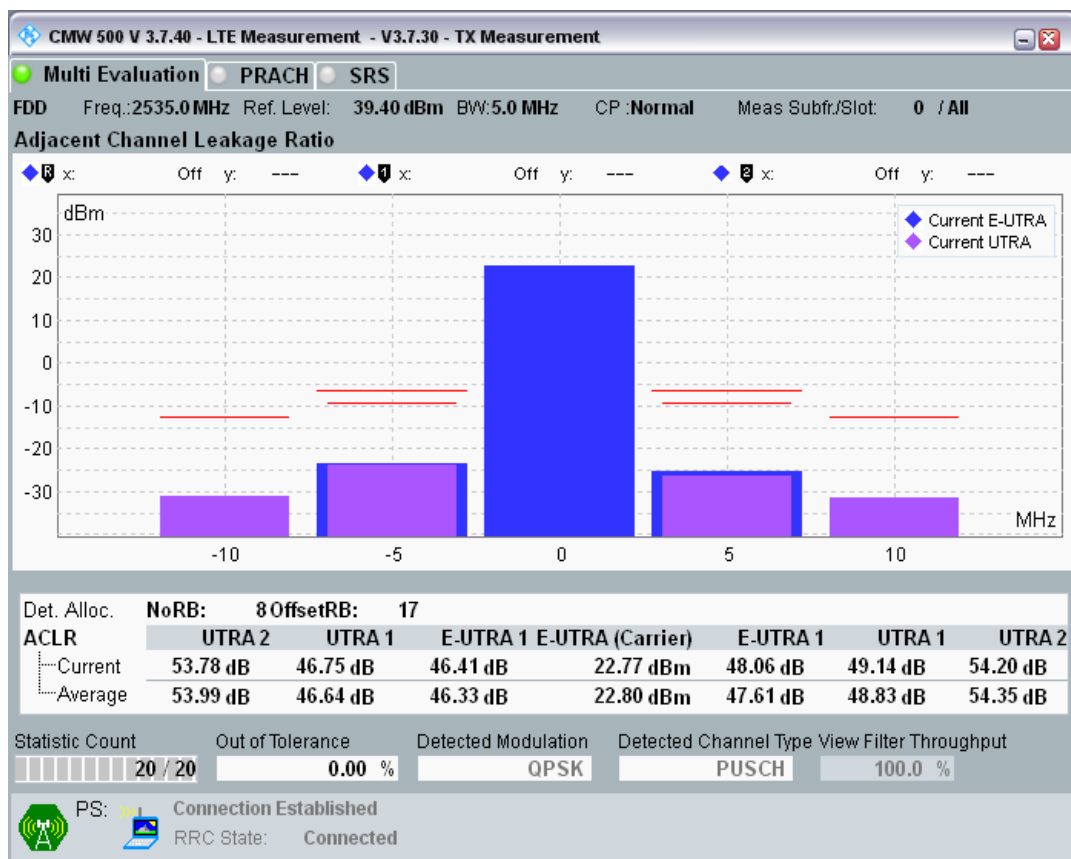 CMW 500 V 3.7.40 - LTE Measurement - V3.7.30 - TX Measurement
Multi Evaluation PRACH SRS
FDD Freq.:2535.0 MHz Ref. Level: 39.40 dBm BW:5.0 MHz CP :Normal Meas Subfr./Slot: 0 / All
Adjacent Channel Leakage Ratio
R x: Off y: --- 1 x: Off y: --- 2 x: Off y: ---
dBm
Current E-UTRA
Current UTRA
30
20
10
0
-10
-20
-30
MHz
-10 -5 0 5 10
Det. Alloc. NoRB: 8 OffsetRB: 17
ACLR UTRA 2 UTRA 1 E-UTRA 1 E-UTRA (Carrier) E-UTRA 1 UTRA 1 UTRA 2
Current 53.78 dB 46.75 dB 46.41 dB 22.77 dBm 48.06 dB 49.14 dB 54.20 dB
Average 53.99 dB 46.64 dB 46.33 dB 22.80 dBm 47.61 dB 48.83 dB 54.35 dB
Statistic Count Out of Tolerance Detected Modulation Detected Channel Type View Filter Throughput
20 / 20 0.00 % QPSK PUSCH 100.0 %
PS: Connection Established
RRC State: Connected